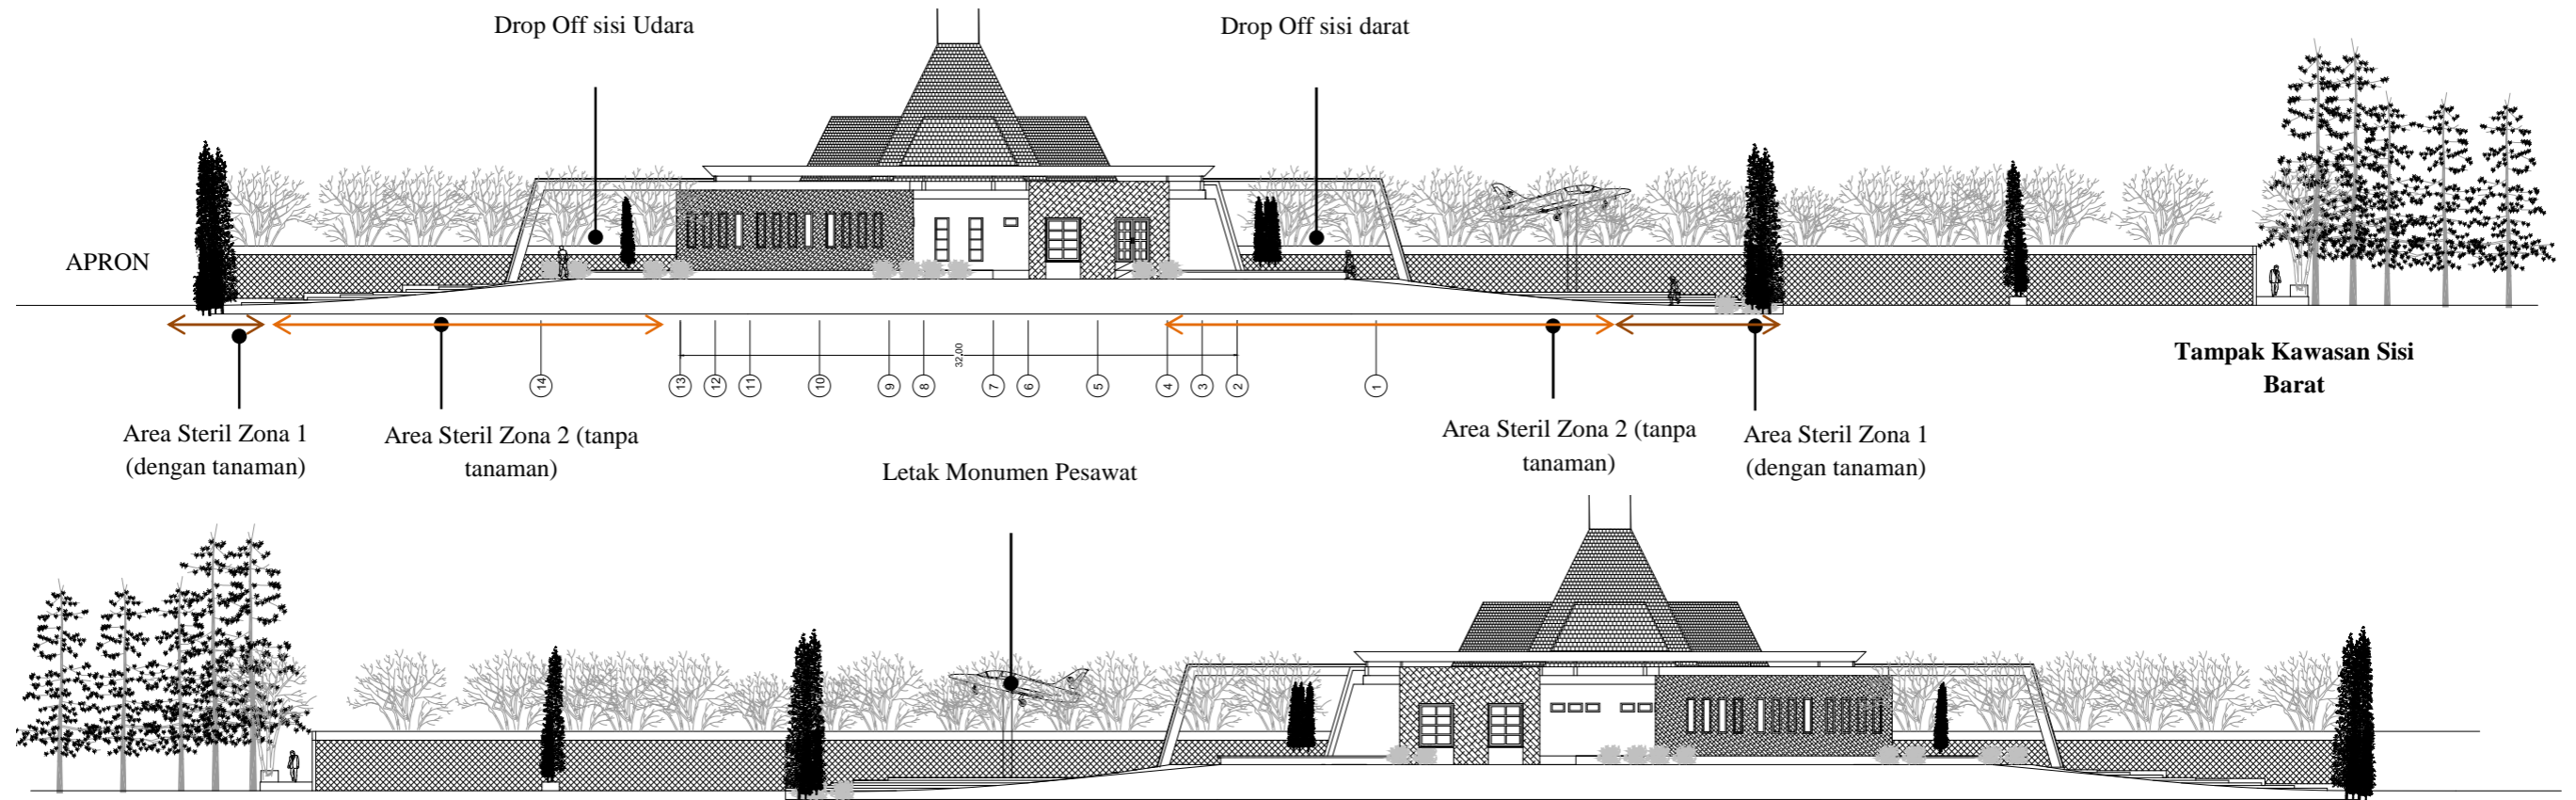 Drop Off sisi Udara
Drop Off sisi darat
APRON
32,00
14
13
12
11
10
9
8
7
6
5
4
3
2
1
Tampak Kawasan Sisi
Barat
Area Steril Zona 1
(dengan tanaman)
Area Steril Zona 2 (tanpa
tanaman)
Area Steril Zona 2 (tanpa
tanaman)
Area Steril Zona 1
(dengan tanaman)
Letak Monumen Pesawat